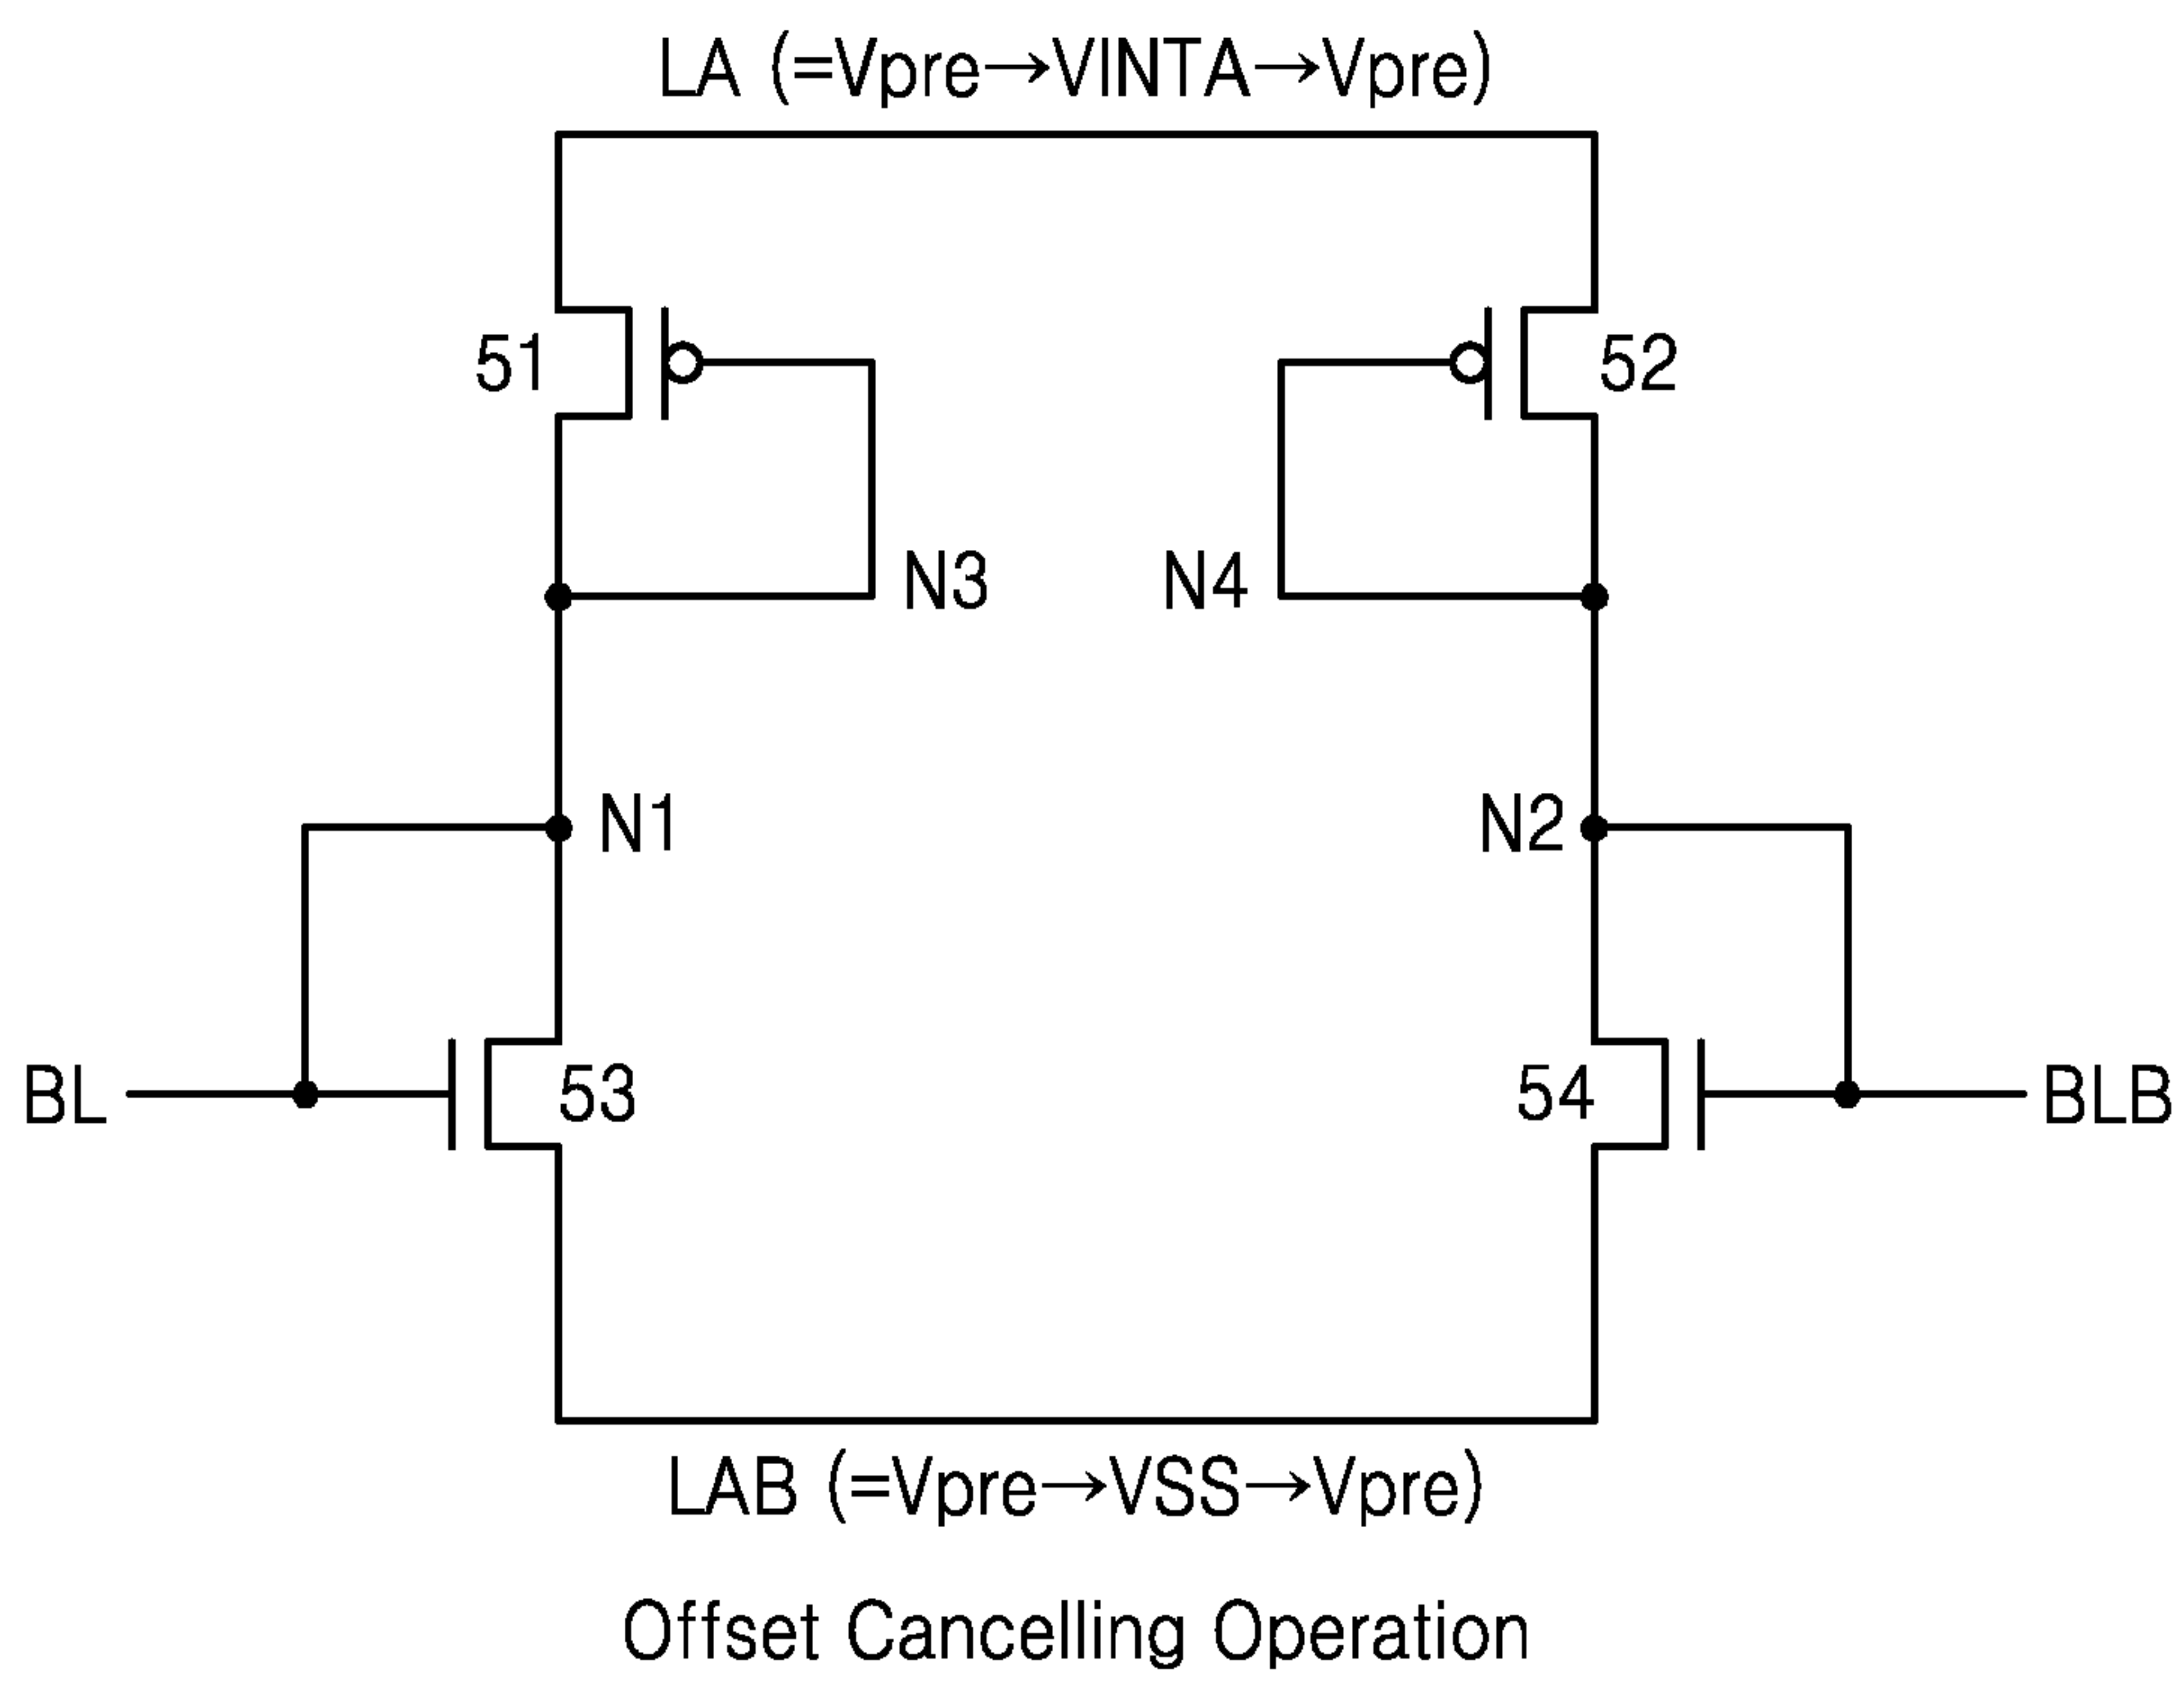 LA (=Vpre→VINTA→Vpre)
51
52
N3
N4
N1
N2
BL
53
54
BLB
LAB (=Vpre→VSS→Vpre)
Offset Cancelling Operation